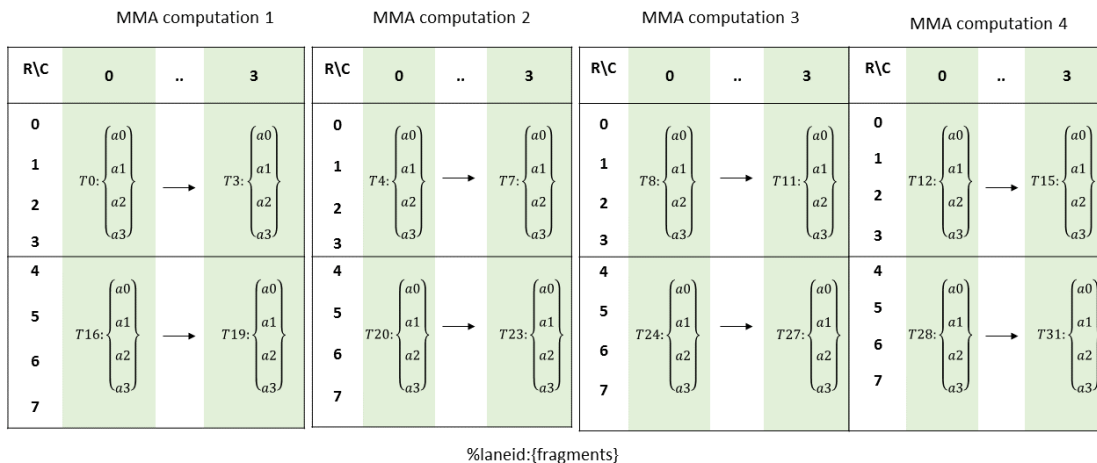 MMA computation 1 MMA computation 2 MMA computation 3 MMA computation 4
R\C 0 .. 3 R\C 0 .. 3 R\C 0 .. 3 R\C 0 .. 3
0 a0 a0 0 a0 a0 0 a0 a0 0 a0 a0
1 a1 a1 1 a1 a1 1 a1 a1 1 a1 a1
T0: → T3: T4: → T7: T8: → T11: T12: → T15:
2 a2 a2 2 a2 a2 2 a2 a2 2 a2 a2
3 a3 a3 3 a3 a3 3 a3 a3 3 a3 a3
4 a0 a0 4 a0 a0 4 a0 a0 4 a0 a0
5 a1 a1 5 a1 a1 5 a1 a1 5 a1 a1
T16: → T19: T20: → T23: T24: → T27: T28: → T31:
6 a2 a2 6 a2 a2 6 a2 a2 6 a2 a2
7 a3 a3 7 a3 a3 7 a3 a3 7 a3 a3
%laneid:{fragments}